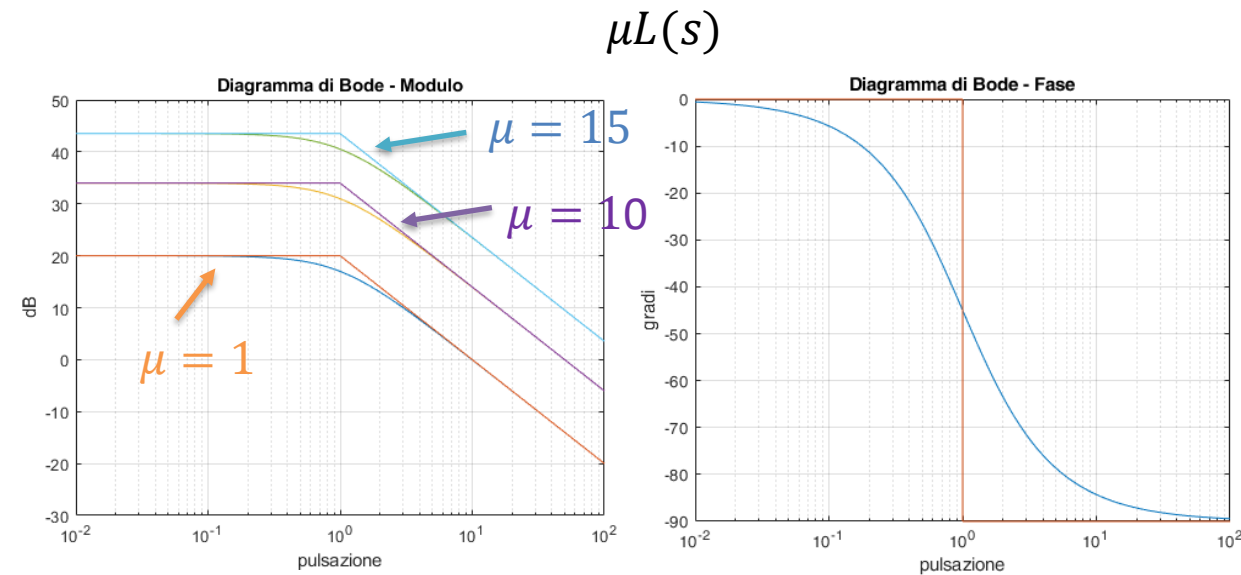 μL(s)
Diagramma di Bode - Modulo
50
40
30
20
10
0
-10
-20
-30
dB
10^-2
10^-1
10^0
10^1
10^2
pulsazione
μ = 15
μ = 10
μ = 1
Diagramma di Bode - Fase
0
-10
-20
-30
-40
-50
-60
-70
-80
-90
gradi
10^-2
10^-1
10^0
10^1
10^2
pulsazione